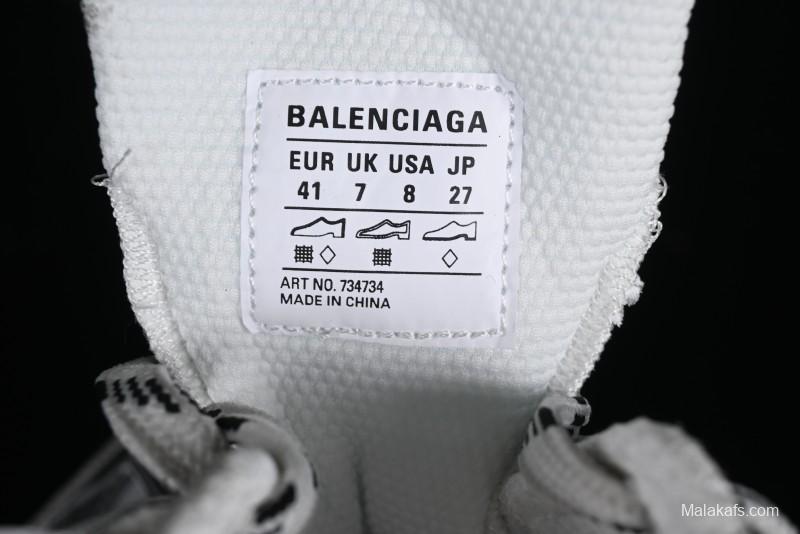 BALENCIAGA
EUR UK USA JP
41 7 8 27
ART NO. 734734
MADE IN CHINA
Malakafs.com